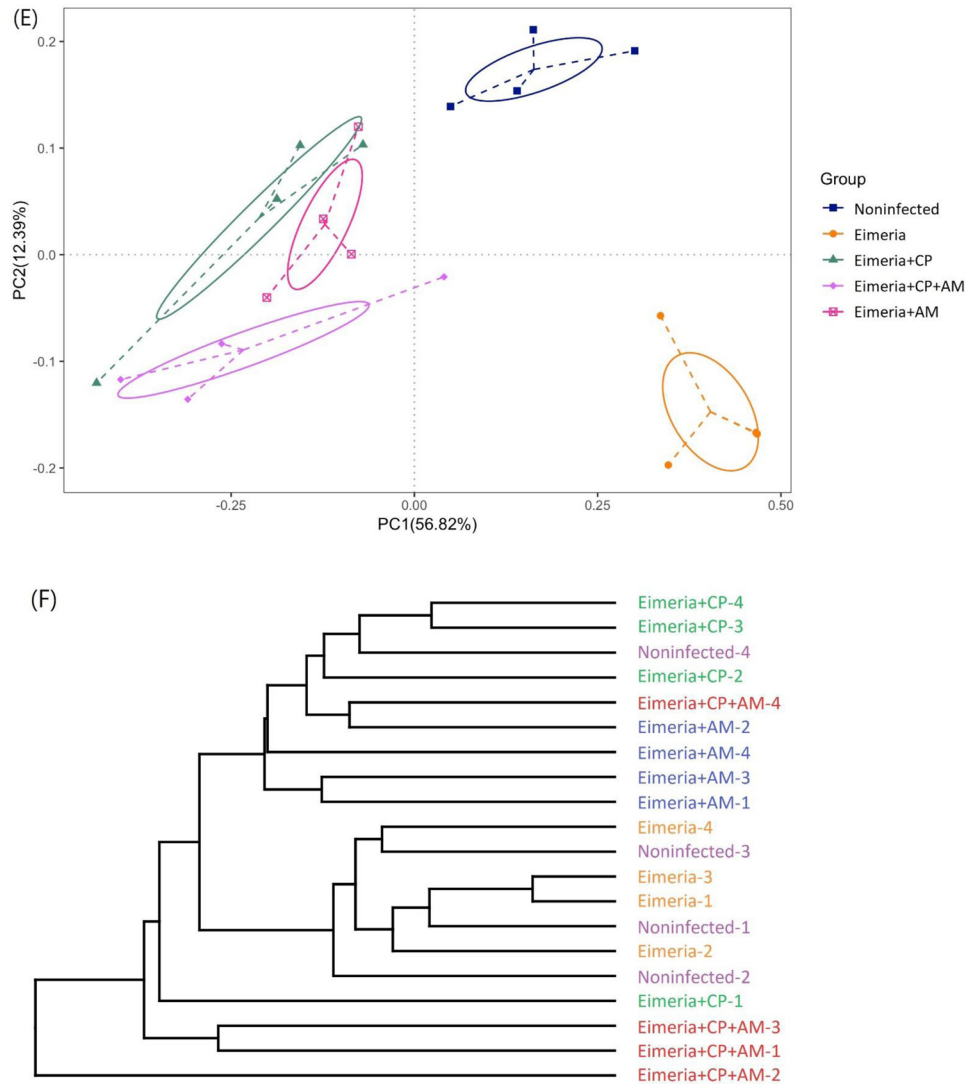 (E)
0.2
0.1
0.0
-0.1
-0.2
PC2(12.39%)
-0.25
0.00
0.25
0.50
PC1(56.82%)
Group
Noninfected
Eimeria
Eimeria+CP
Eimeria+CP+AM
Eimeria+AM
(F)
Eimeria+CP-4
Eimeria+CP-3
Noninfected-4
Eimeria+CP-2
Eimeria+CP+AM-4
Eimeria+AM-2
Eimeria+AM-4
Eimeria+AM-3
Eimeria+AM-1
Eimeria-4
Noninfected-3
Eimeria-3
Eimeria-1
Noninfected-1
Eimeria-2
Noninfected-2
Eimeria+CP-1
Eimeria+CP+AM-3
Eimeria+CP+AM-1
Eimeria+CP+AM-2